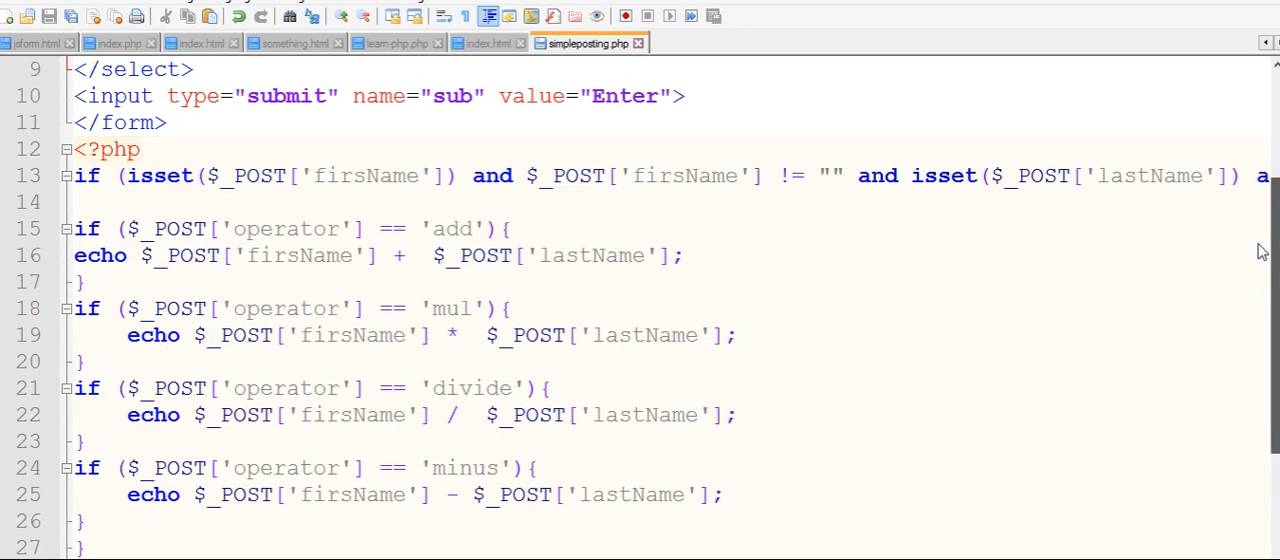 jsform.html index.php index.html something.html learn-php.php index.html simpleposting.php
9 </select>
10 <input type="submit" name="sub" value="Enter">
11 </form>
12 <?php
13 if (isset($_POST['firsName']) and $_POST['firsName'] != "" and isset($_POST['lastName']) a
14
15 if ($_POST['operator'] == 'add'){
16 echo $_POST['firsName'] + $_POST['lastName'];
17 }
18 if ($_POST['operator'] == 'mul'){
19 echo $_POST['firsName'] * $_POST['lastName'];
20 }
21 if ($_POST['operator'] == 'divide'){
22 echo $_POST['firsName'] / $_POST['lastName'];
23 }
24 if ($_POST['operator'] == 'minus'){
25 echo $_POST['firsName'] - $_POST['lastName'];
26 }
27 }